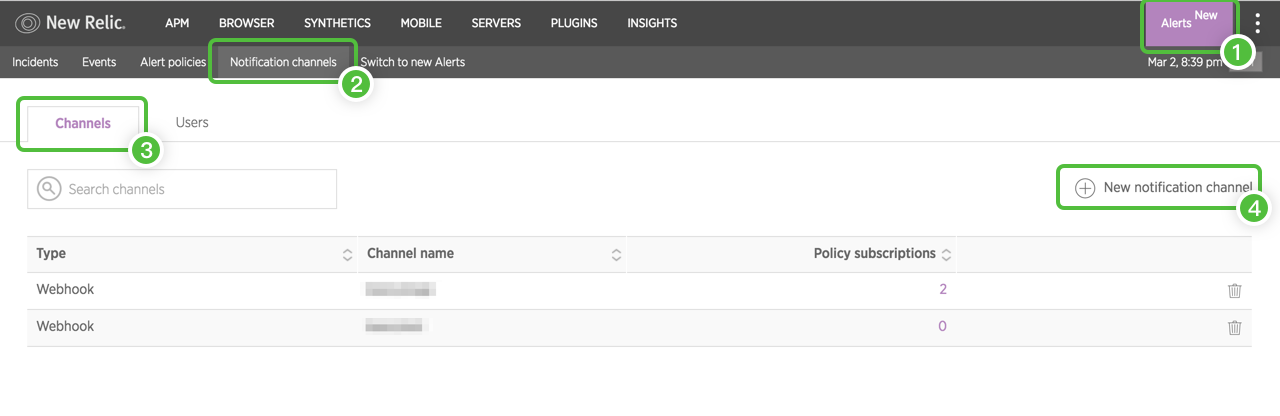 New Relic. APM BROWSER SYNTHETICS MOBILE SERVERS PLUGINS INSIGHTS Alerts New
1
Incidents Events Alert policies Notification channels Switch to new Alerts Mar 2, 8:39 pm
2
Channels Users
3
Search channels New notification channel
4
Type Channel name Policy subscriptions
Webhook 2
Webhook 0